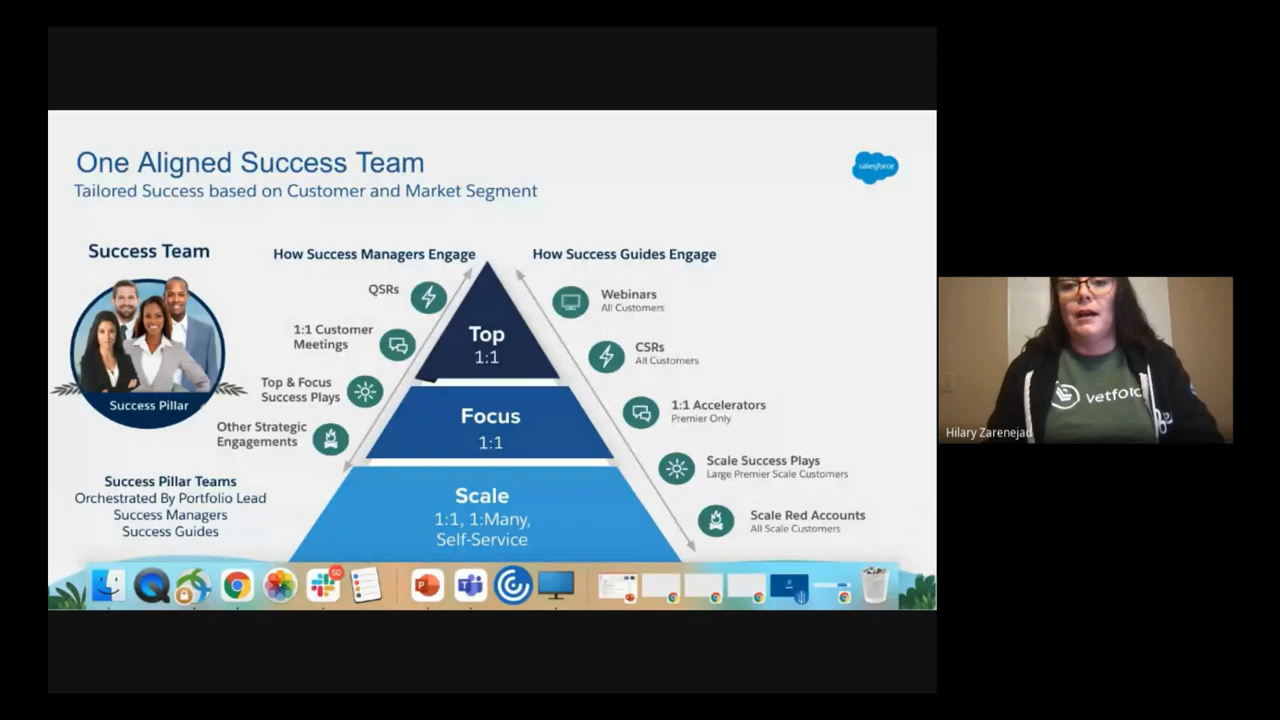 One Aligned Success Team
Tailored Success based on Customer and Market Segment
salesforce
Success Team
Success Pillar
Success Pillar Teams
Orchestrated By Portfolio Lead
Success Managers
Success Guides
How Success Managers Engage
QSRs
1:1 Customer
Meetings
Top & Focus
Success Plays
Other Strategic
Engagements
Top
1:1
Focus
1:1
Scale
1:1, 1:Many,
Self-Service
How Success Guides Engage
Webinars
All Customers
CSRs
All Customers
1:1 Accelerators
Premier Only
Scale Success Plays
Large Premier Scale Customers
Scale Red Accounts
All Scale Customers
50
vetforc
Hilary Zarenejad